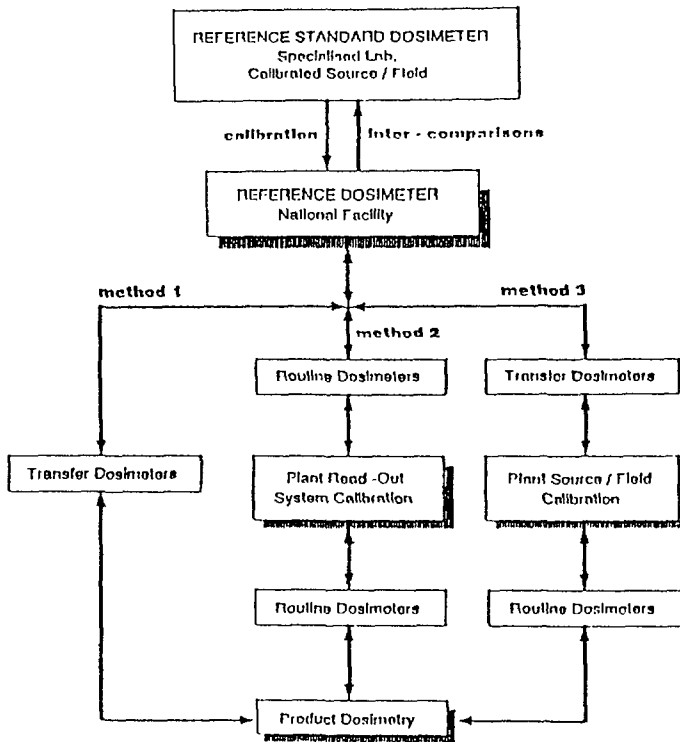 REFERENCE STANDARD DOSIMETER
Specialised Lab,
Calibrated Source / Field
calibration
inter - comparisons
REFERENCE DOSIMETER
National Facility
method 1
method 3
method 2
Routine Dosimeters
Transfer Dosimeters
Transfer Dosimeters
Plant Read -Out
System Calibration
Plant Source / Field
Calibration
Routine Dosimeters
Routine Dosimeters
Product Dosimetry